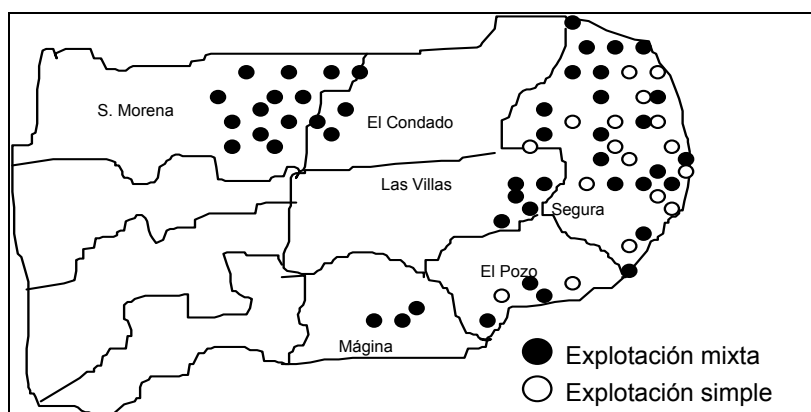 S. Morena
El Condado
Las Villas
Segura
El Pozo
Mágina
Explotación mixta
Explotación simple